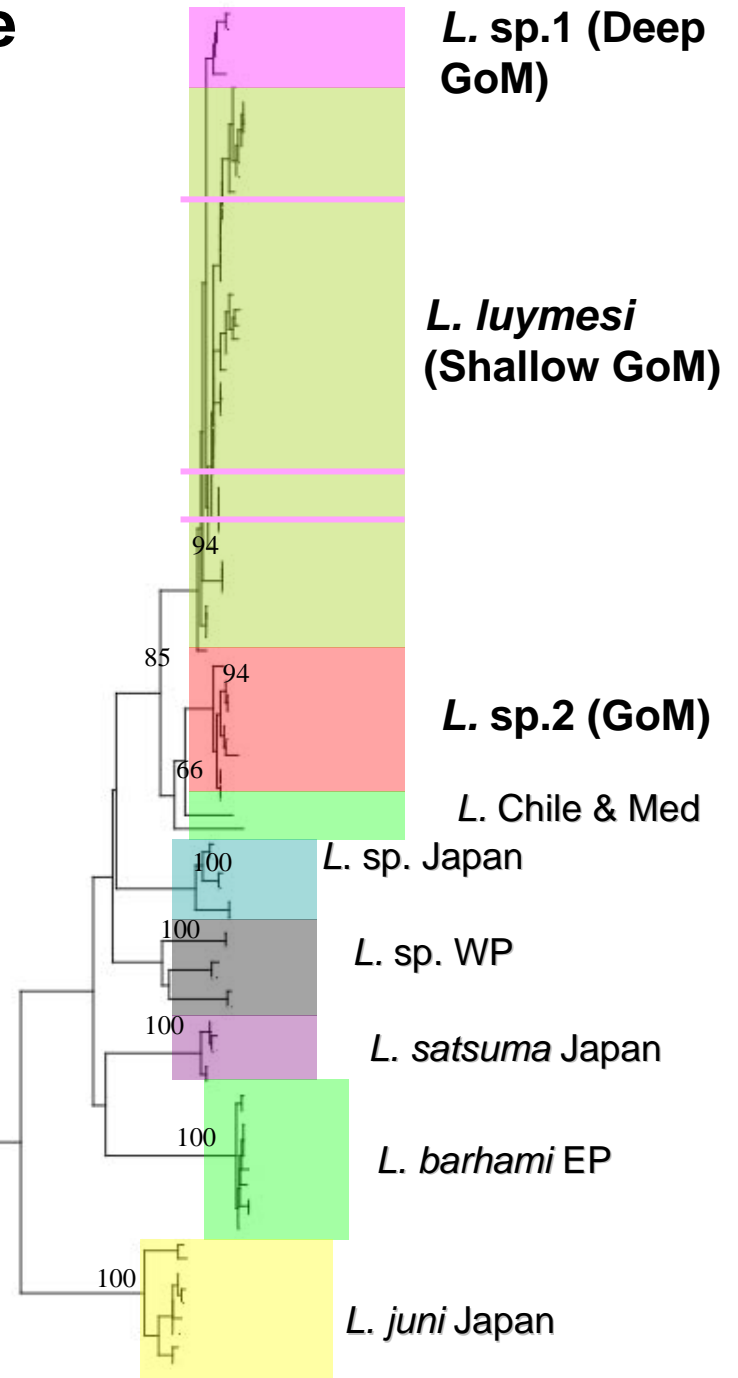 e
L. sp.1 (Deep
GoM)
L. luymesi
(Shallow GoM)
94
85
94
L. sp.2 (GoM)
66
L. Chile & Med
100
L. sp. Japan
100
L. sp. WP
100
L. satsuma Japan
100
L. barhami EP
100
L. juni Japan